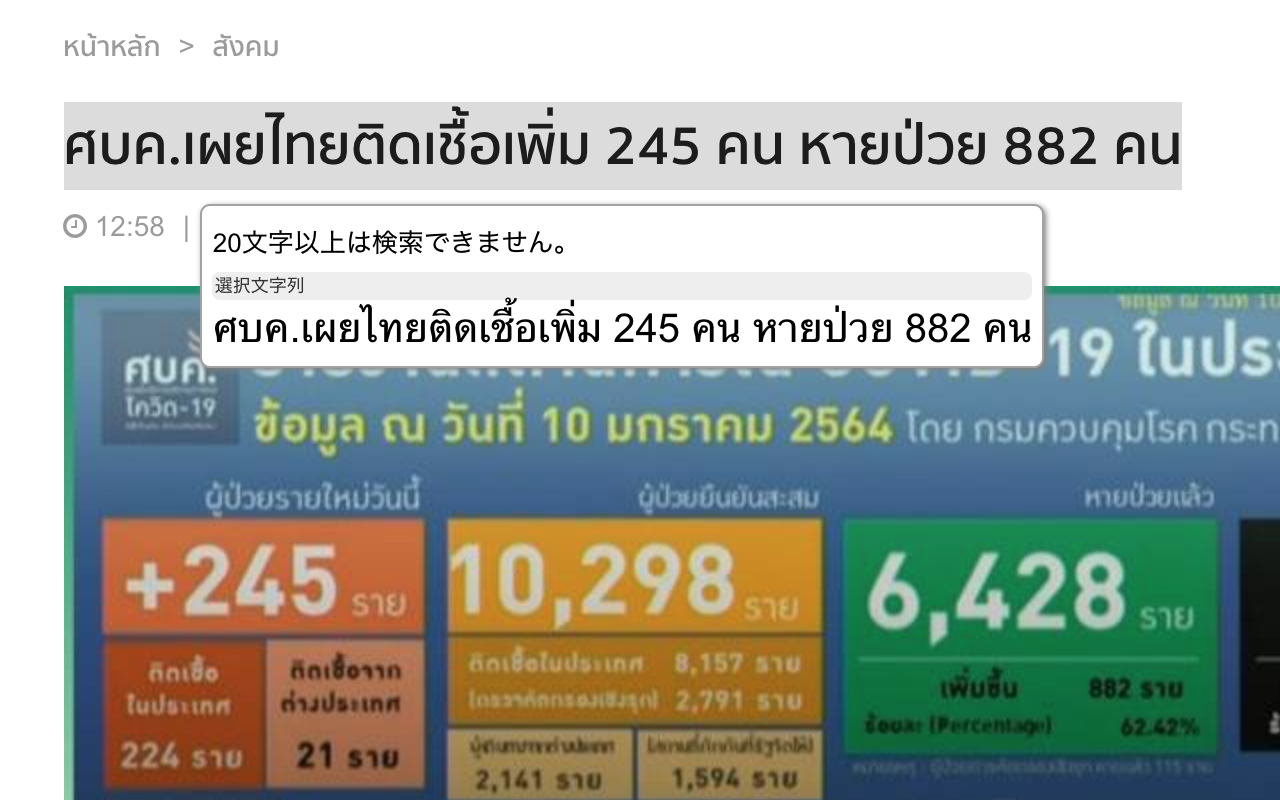 หน้าหลัก > สังคม
ศบค.เผยไทยติดเชื้อเพิ่ม 245 คน หายป่วย 882 คน
12:58 |
20文字以上は検索できません。
選択文字列
ศบค.เผยไทยติดเชื้อเพิ่ม 245 คน หายป่วย 882 คน
ศบค.
โควิด-19
19 ในประ
ข้อมูล ณ วันที่ 10 มกราคม 2564 โดย กรมควบคุมโรค กระท
ผู้ป่วยรายใหม่วันนี้ ผู้ป่วยยืนยันสะสม หายป่วยแล้ว
+245 ราย 10,298 ราย 6,428 ราย
ติดเชื้อในประเทศ 8,157 ราย
ติดเชื้อ
ในประเทศ
224 ราย
ติดเชื้อจาก
ต่างประเทศ
21 ราย
(ตรวจคัดกรองเชิงรุก) 2,791 ราย
เพิ่มขึ้น 882 ราย
ร้อยละ (Percentage) 62.42%
2,141 ราย 1,594 ราย